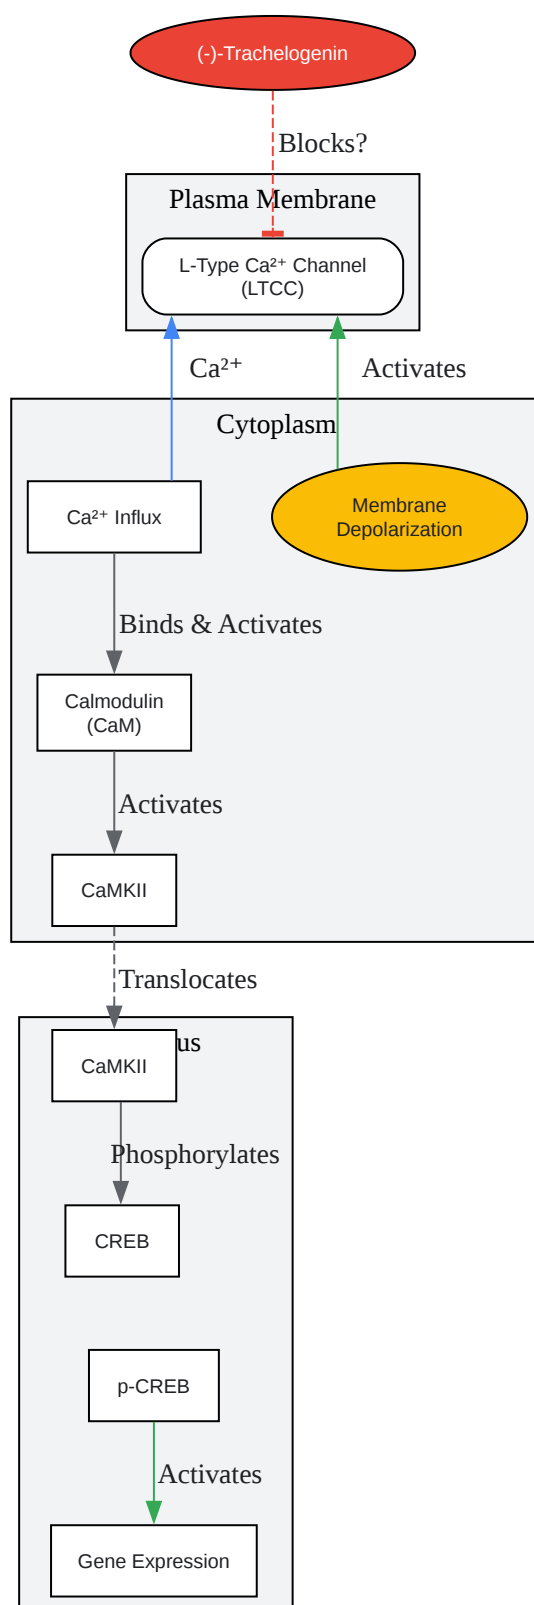 (-)-Trachelogenin
Blocks?
Plasma Membrane
L-Type Ca²⁺ Channel
(LTCC)
Ca²⁺
Activates
Cytoplasm
Ca²⁺ Influx
Membrane
Depolarization
Binds & Activates
Calmodulin
(CaM)
Activates
CaMKII
Translocates
us
CaMKII
Phosphorylates
CREB
p-CREB
Activates
Gene Expression